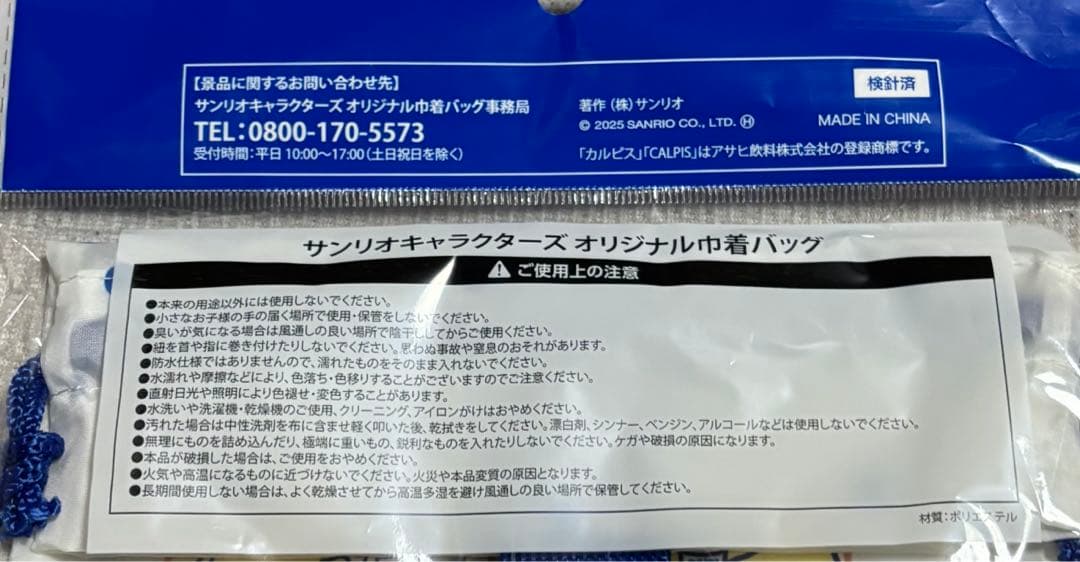 【景品に関するお問い合わせ先】
サンリオキャラクターズ オリジナル巾着バッグ事務局
TEL:0800-170-5573
受付時間:平日 10:00〜17:00(土日祝日を除く)
検針済
著作(株)サンリオ
© 2025 SANRIO CO., LTD. Ⓗ
MADE IN CHINA
「カルピス」「CALPIS」はアサヒ飲料株式会社の登録商標です。
サンリオキャラクターズ オリジナル巾着バッグ
⚠ ご使用上の注意
●本来の用途以外には使用しないでください。
●小さなお子様の手の届く場所で使用・保管をしないでください。
●臭いが気になる場合は風通しの良い場所で陰干ししてからご使用ください。
●紐を首や指に巻き付けたりしないでください。思わぬ事故や窒息のおそれがあります。
●防水仕様ではありませんので、濡れたものをそのまま入れないでください。
●水濡れや摩擦などにより、色落ち・色移りすることがございますのでご注意ください。
●直射日光や照明により色褪せ・変色することがあります。
●水洗いや洗濯機・乾燥機のご使用、クリーニング、アイロンがけはおやめください。
●汚れた場合は中性洗剤を布に含ませ軽く叩いた後、乾拭きをしてください。漂白剤、シンナー、ベンジン、アルコールなどは使用しないでください。
●無理にものを詰め込んだり、極端に重いもの、鋭利なものを入れたりしないでください。ケガや破損の原因になります。
●本品が破損した場合は、ご使用をおやめください。
●火気や高温になるものに近づけないでください。火災や本品変質の原因となります。
●長期間使用しない場合は、よく乾燥させてから高温多湿を避け風通しの良い場所で保管してください。
材質:ポリエステル